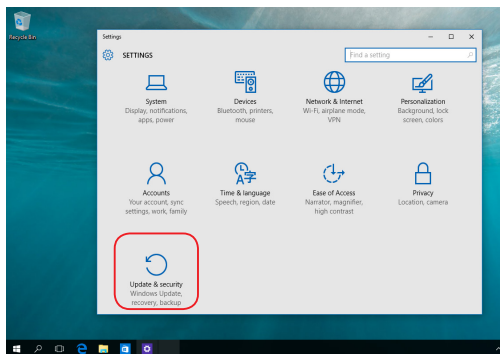 Recycle Bin
Settings
SETTINGS
Find a setting
System
Display, notifications,
apps, power
Devices
Bluetooth, printers,
mouse
Network & Internet
Wi-Fi, airplane mode,
VPN
Personalization
Background, lock
screen, colors
Accounts
Your account, sync
settings, work, family
Time & language
Speech, region, date
Ease of Access
Narrator, magnifier,
high contrast
Privacy
Location, camera
Update & security
Windows Update,
recovery, backup